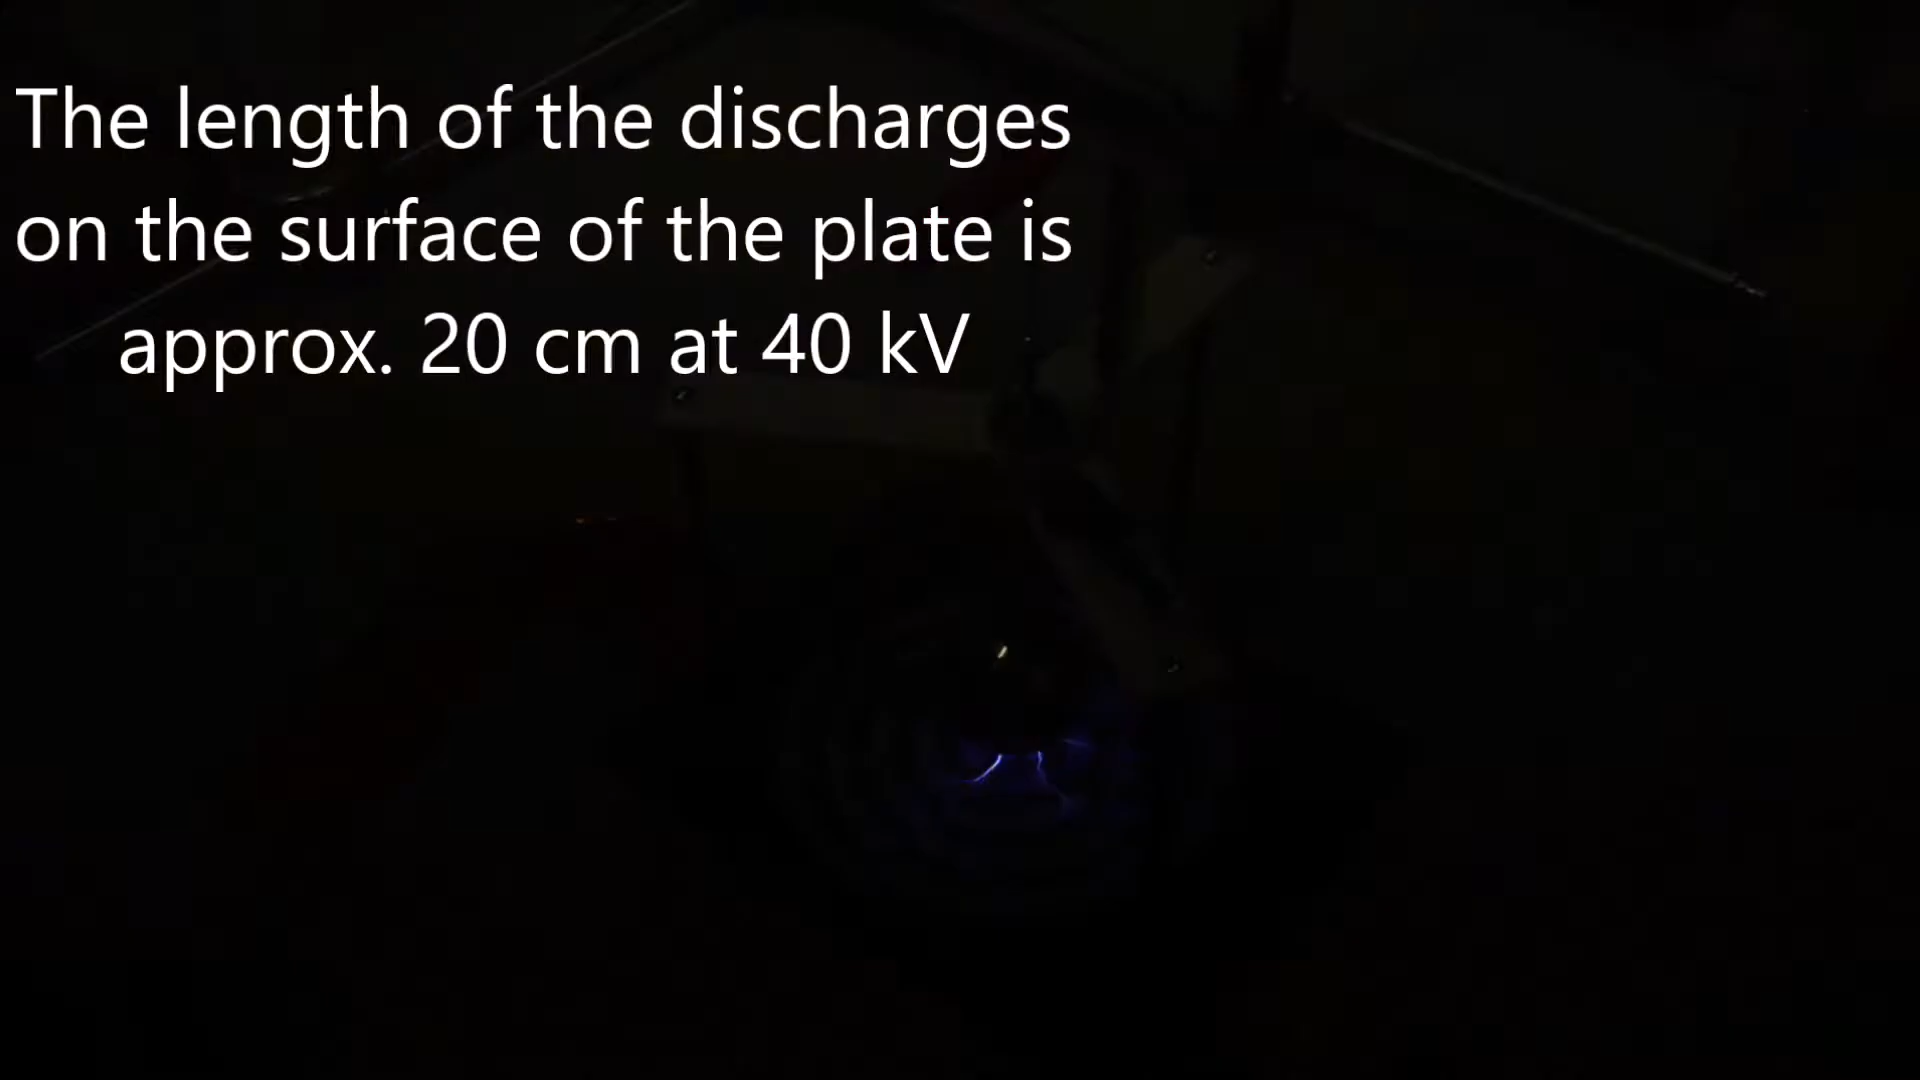 The length of the discharges
on the surface of the plate is
approx. 20 cm at 40 kV